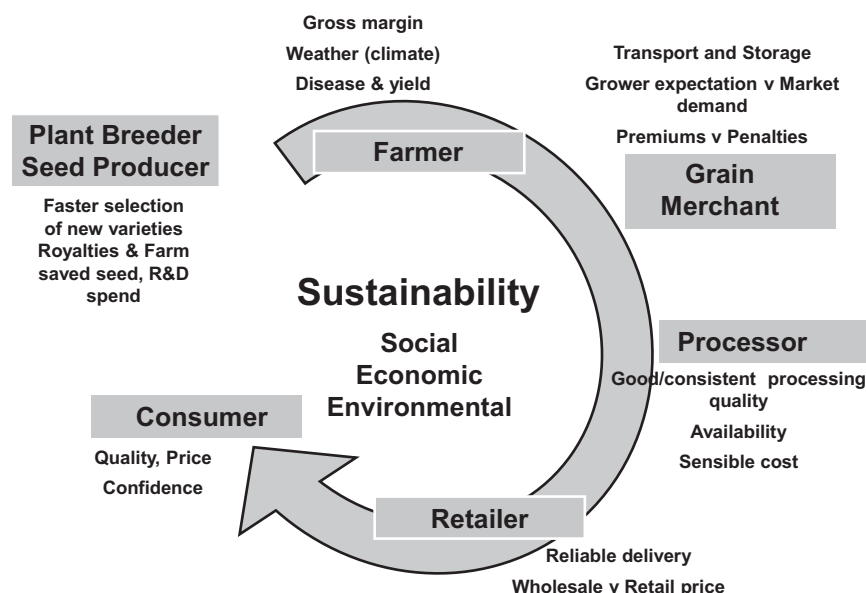 Gross margin
Weather (climate)
Disease & yield
Farmer
Transport and Storage
Grower expectation v Market
demand
Premiums v Penalties
Grain
Merchant
Plant Breeder
Seed Producer
Faster selection
of new varieties
Royalties & Farm
saved seed, R&D
spend
Sustainability
Social
Economic
Environmental
Processor
Good/consistent processing
quality
Availability
Sensible cost
Consumer
Quality, Price
Confidence
Retailer
Reliable delivery
Wholesale v Retail price